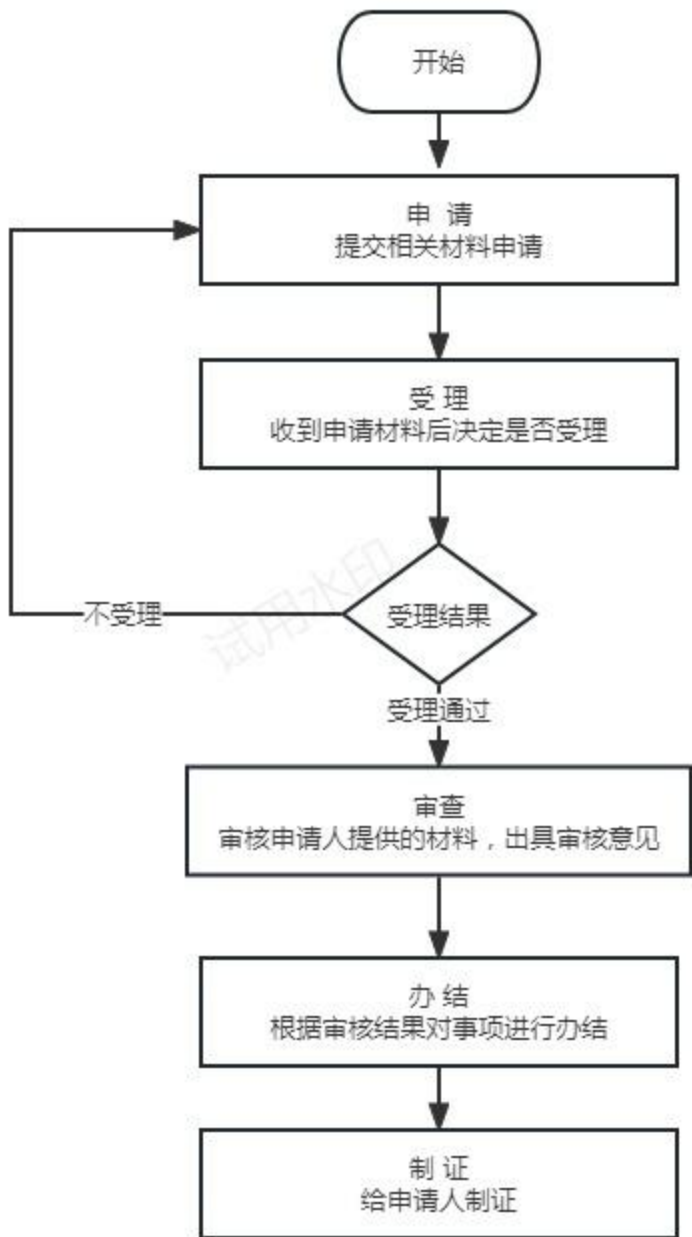 开始
申 请
提交相关材料申请
受 理
收到申请材料后决定是否受理
试用水印
不受理
受理结果
受理通过
审查
审核申请人提供的材料，出具审核意见
办 结
根据审核结果对事项进行办结
制 证
给申请人制证